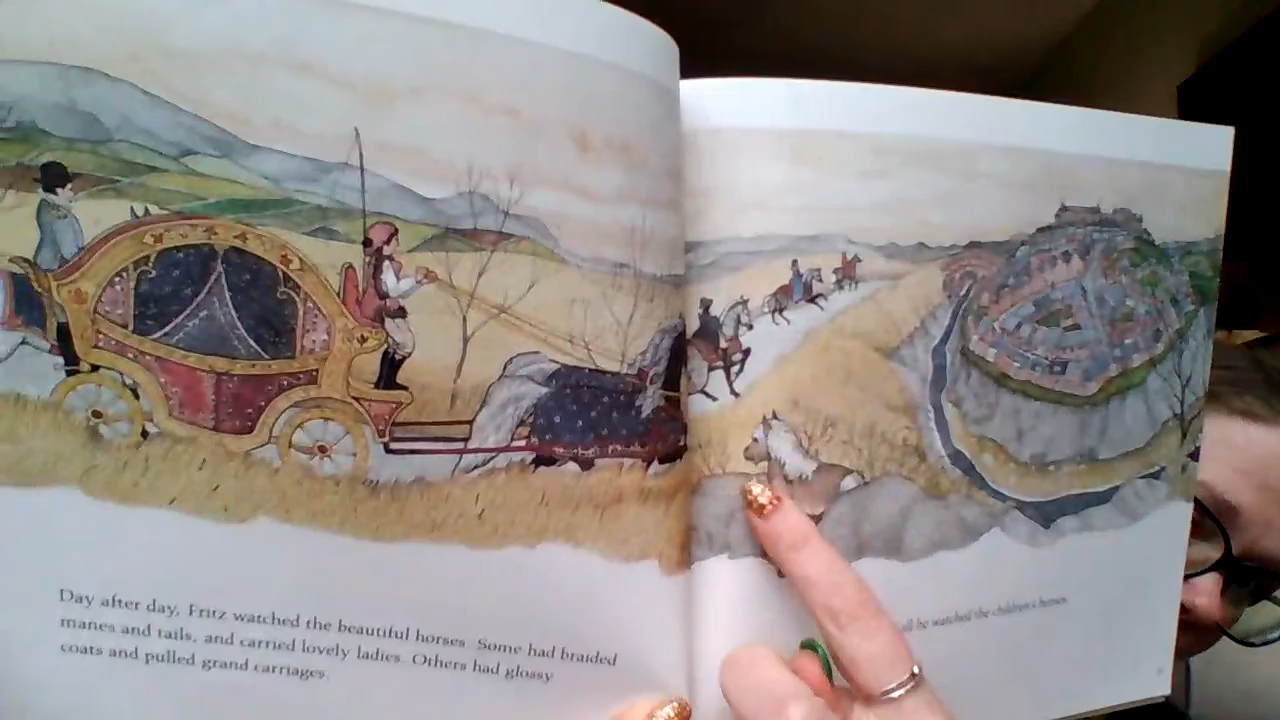 Day after day, Fritz watched the beautiful horses. Some had braided
manes and tails, and carried lovely ladies. Others had glossy
coats and pulled grand carriages.
all he watched the children's horses